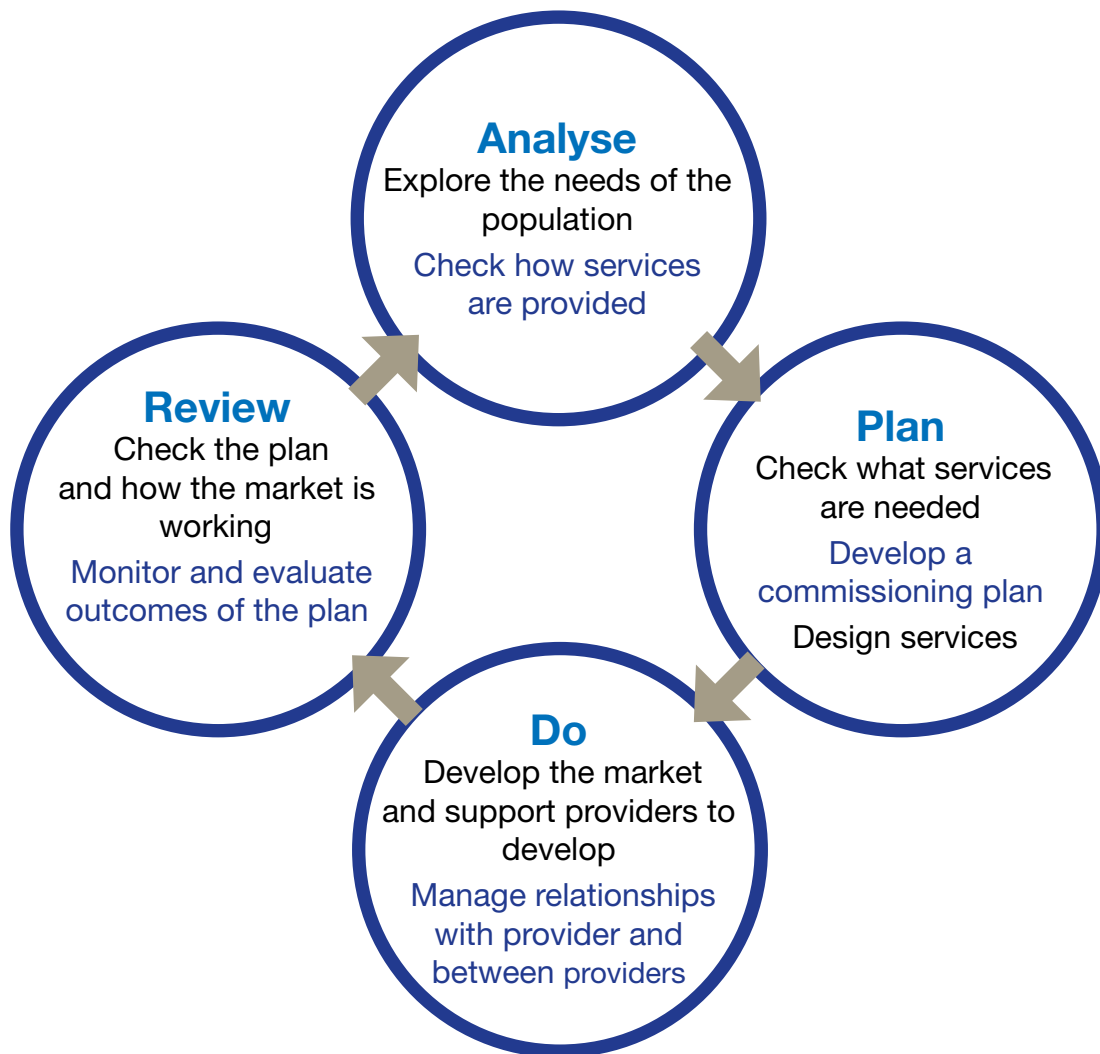 Analyse
Explore the needs of the
population
Check how services
are provided
Plan
Check what services
are needed
Develop a
commissioning plan
Design services
Do
Develop the market
and support providers to
develop
Manage relationships
with provider and
between providers
Review
Check the plan
and how the market is
working
Monitor and evaluate
outcomes of the plan